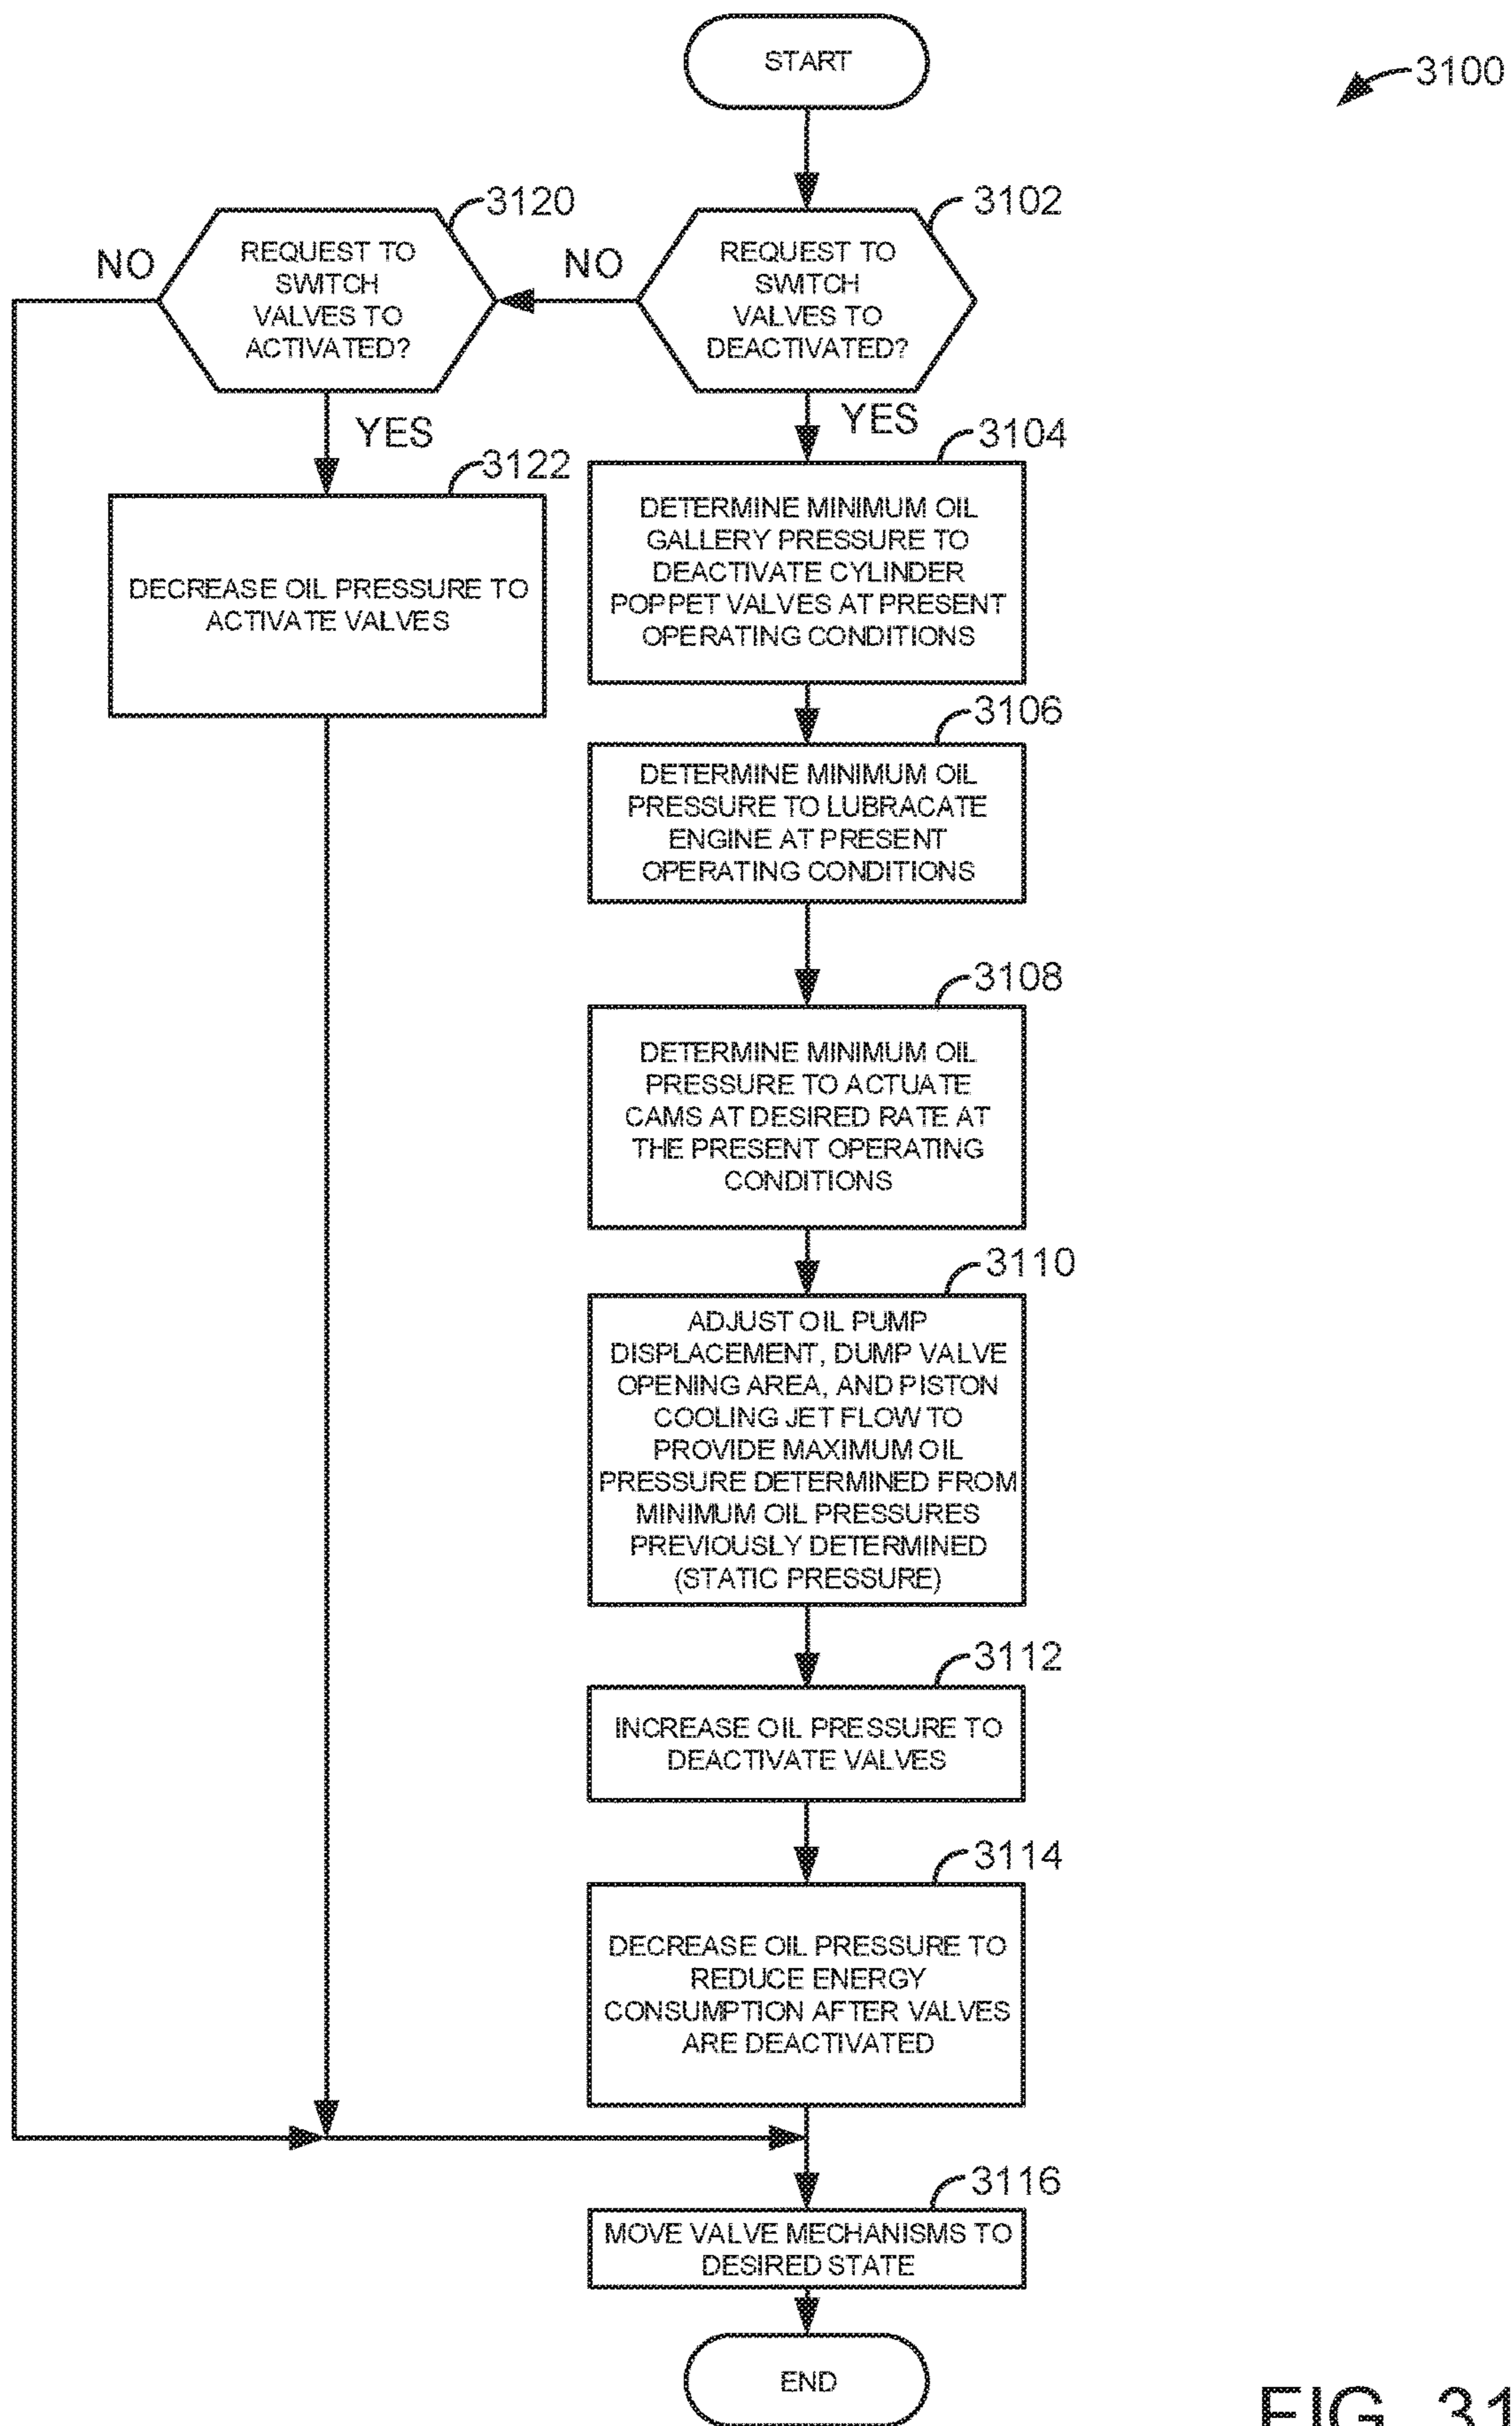 START
3100
3120
3102
NO
REQUEST TO
SWITCH
VALVES TO
ACTIVATED?
NO
REQUEST TO
SWITCH
VALVES TO
DEACTIVATED?
YES
YES
3122
3104
DECREASE OIL PRESSURE TO
ACTIVATE VALVES
DETERMINE MINIMUM OIL
GALLERY PRESSURE TO
DEACTIVATE CYLINDER
POPPET VALVES AT PRESENT
OPERATING CONDITIONS
3106
DETERMINE MINIMUM OIL
PRESSURE TO LUBRACATE
ENGINE AT PRESENT
OPERATING CONDITIONS
3108
DETERMINE MINIMUM OIL
PRESSURE TO ACTUATE
CAMS AT DESIRED RATE AT
THE PRESENT OPERATING
CONDITIONS
3110
ADJUST OIL PUMP
DISPLACEMENT, DUMP VALVE
OPENING AREA, AND PISTON
COOLING JET FLOW TO
PROVIDE MAXIMUM OIL
PRESSURE DETERMINED FROM
MINIMUM OIL PRESSURES
PREVIOUSLY DETERMINED
(STATIC PRESSURE)
3112
INCREASE OIL PRESSURE TO
DEACTIVATE VALVES
3114
DECREASE OIL PRESSURE TO
REDUCE ENERGY
CONSUMPTION AFTER VALVES
ARE DEACTIVATED
3116
MOVE VALVE MECHANISMS TO
DESIRED STATE
END
FIG. 31